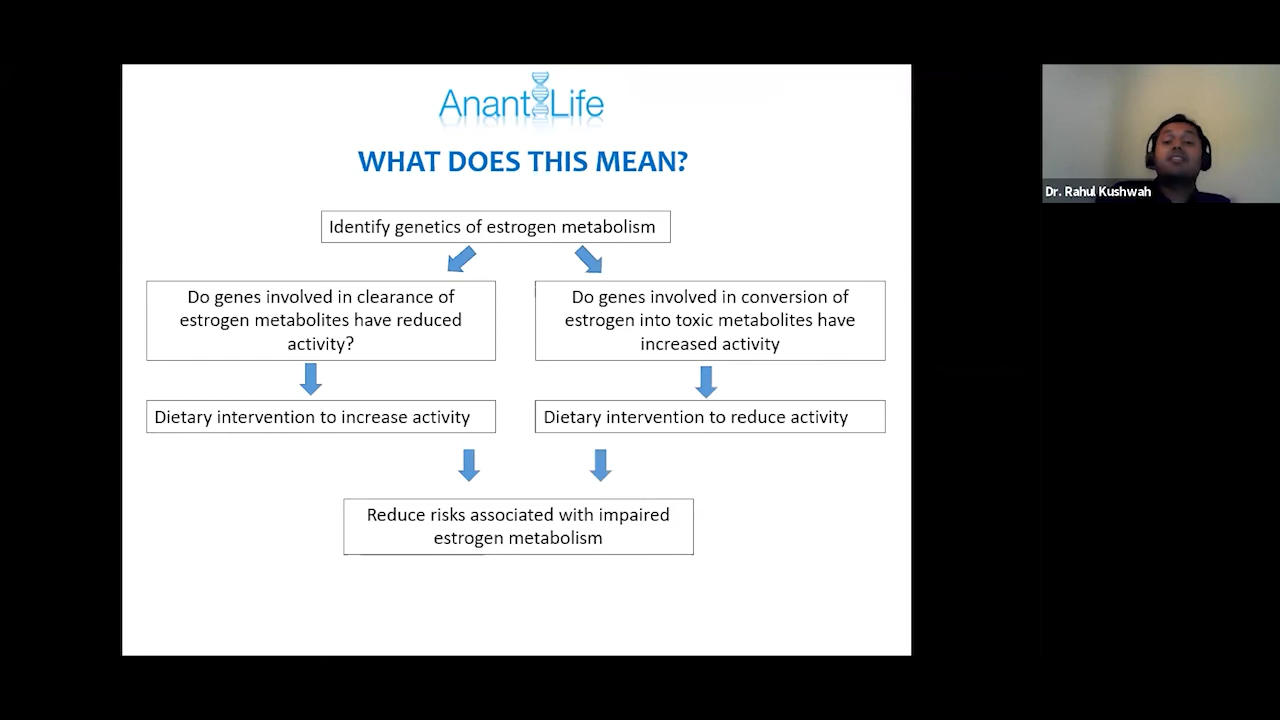 Anant Life
WHAT DOES THIS MEAN?
Identify genetics of estrogen metabolism
Do genes involved in clearance of
estrogen metabolites have reduced
activity?
Do genes involved in conversion of
estrogen into toxic metabolites have
increased activity
Dietary intervention to increase activity
Dietary intervention to reduce activity
Reduce risks associated with impaired
estrogen metabolism
Dr. Rahul Kushwah